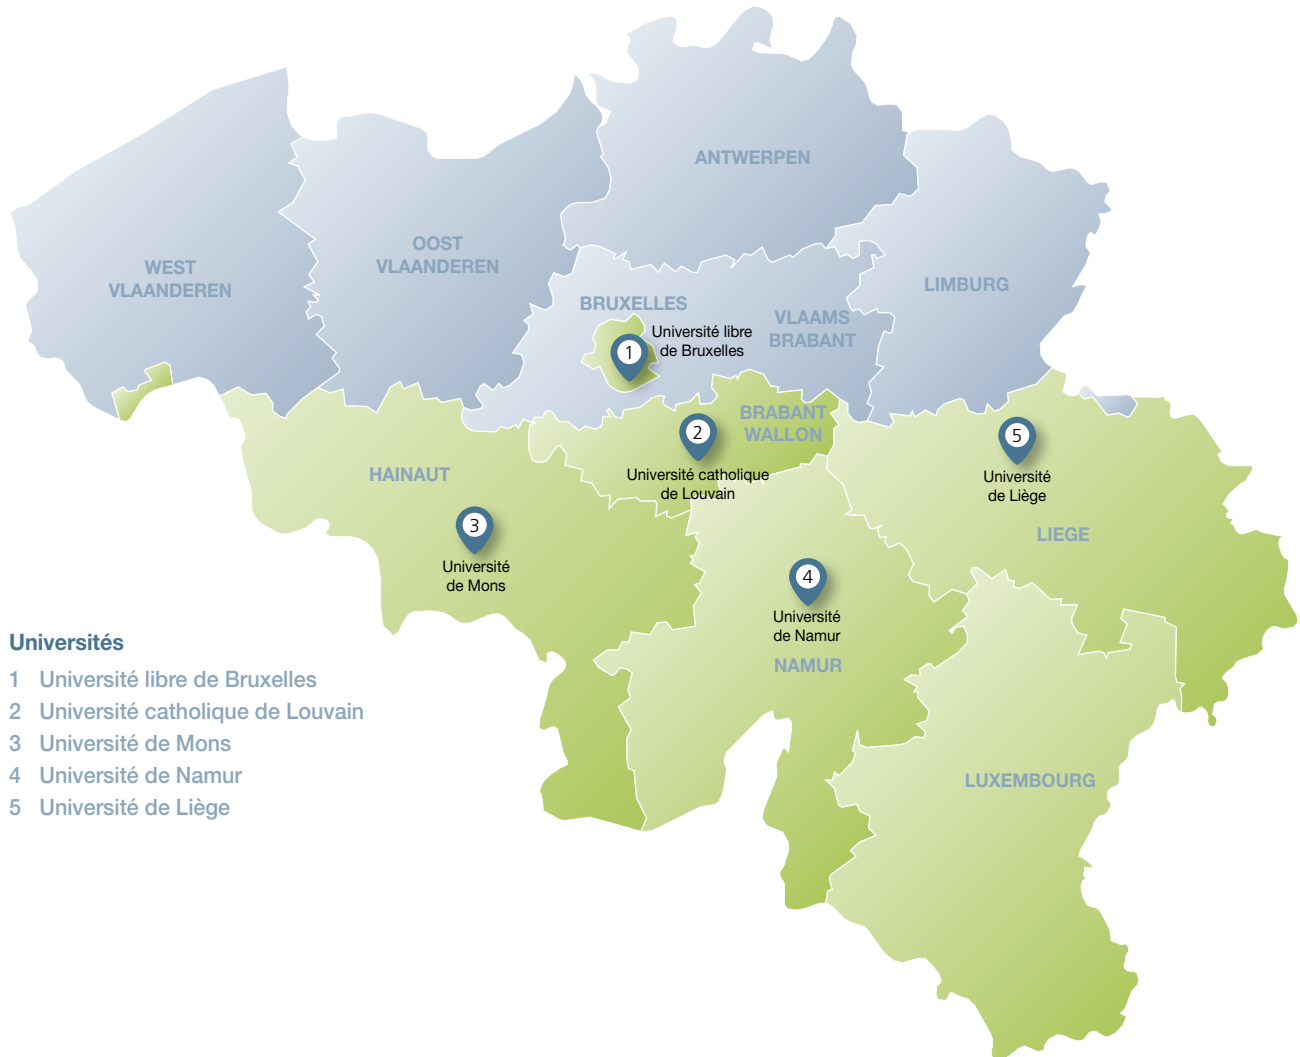 ANTWERPEN
OOST
VLAANDEREN
WEST
VLAANDEREN
LIMBURG
BRUXELLES
VLAAMS
BRABANT
1
Université libre
de Bruxelles
BRABANT
WALLON
2
Université catholique
de Louvain
5
Université
de Liège
HAINAUT
3
Université
de Mons
LIEGE
4
Université
de Namur
NAMUR
LUXEMBOURG
Universités
1 Université libre de Bruxelles
2 Université catholique de Louvain
3 Université de Mons
4 Université de Namur
5 Université de Liège